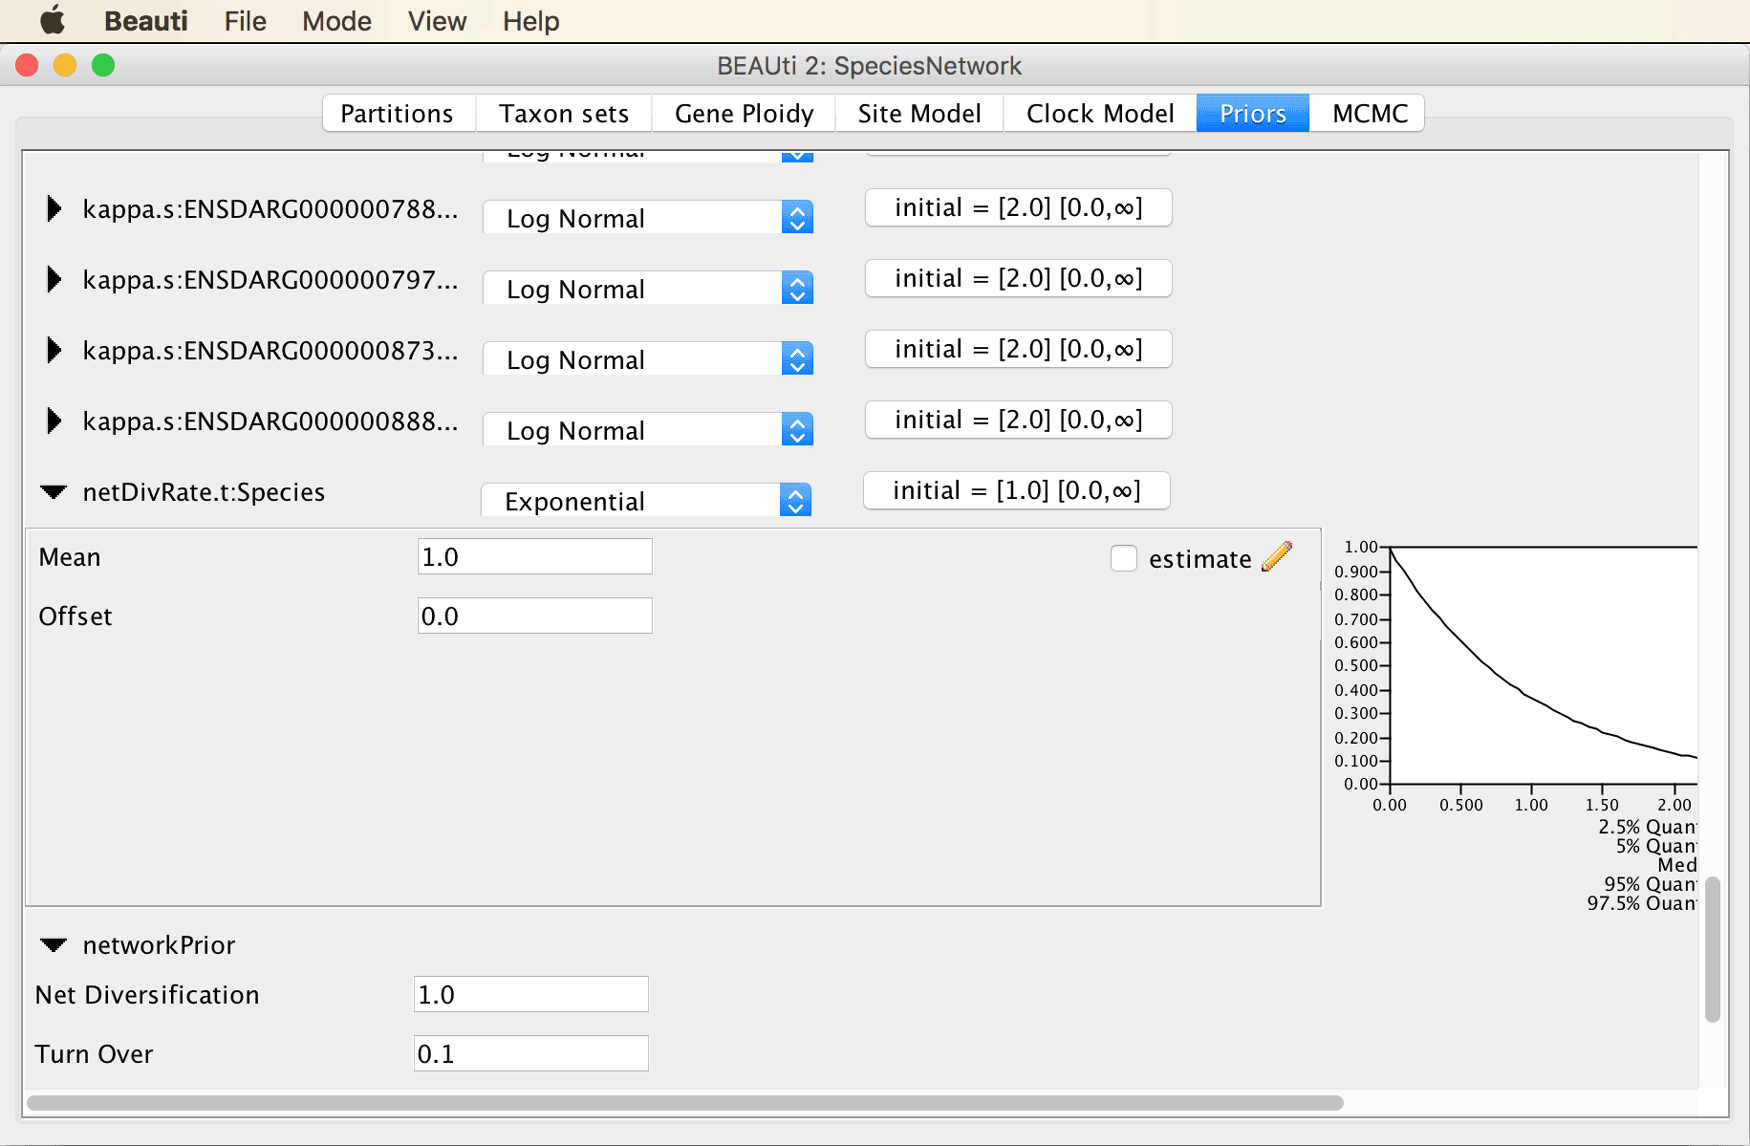 Beauti File Mode View Help
BEAUti 2: SpeciesNetwork
Partitions Taxon sets Gene Ploidy Site Model Clock Model Priors MCMC
Log Normal
kappa.s:ENSDARG000000788... Log Normal initial = [2.0] [0.0,∞]
kappa.s:ENSDARG000000797... Log Normal initial = [2.0] [0.0,∞]
kappa.s:ENSDARG000000873... Log Normal initial = [2.0] [0.0,∞]
kappa.s:ENSDARG000000888... Log Normal initial = [2.0] [0.0,∞]
netDivRate.t:Species Exponential initial = [1.0] [0.0,∞]
Mean 1.0 estimate
Offset 0.0
1.00
0.900
0.800
0.700
0.600
0.500
0.400
0.300
0.200
0.100
0.00
0.00 0.500 1.00 1.50 2.00
2.5% Quan
5% Quan
Med
95% Quan
97.5% Quan
networkPrior
Net Diversification 1.0
Turn Over 0.1